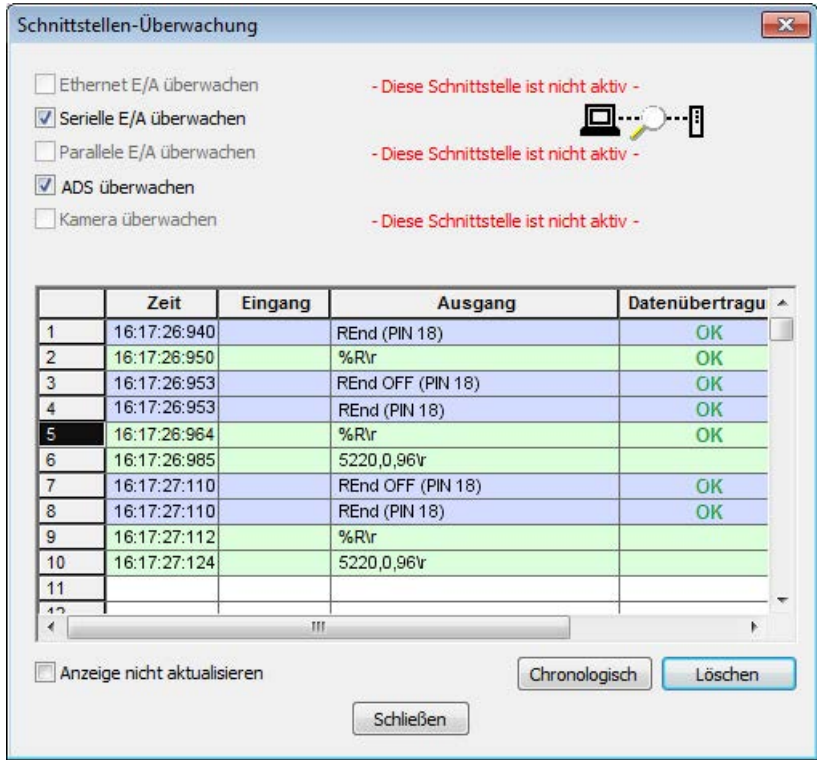 Schnittstellen-Überwachung
Ethernet E/A überwachen - Diese Schnittstelle ist nicht aktiv -
Serielle E/A überwachen
Parallele E/A überwachen - Diese Schnittstelle ist nicht aktiv -
ADS überwachen
Kamera überwachen - Diese Schnittstelle ist nicht aktiv -
Zeit Eingang Ausgang Datenübertragu
1 16:17:26:940 REnd (PIN 18) OK
2 16:17:26:950 %R\r OK
3 16:17:26:953 REnd OFF (PIN 18) OK
4 16:17:26:953 REnd (PIN 18) OK
5 16:17:26:964 %R\r OK
6 16:17:26:985 5220,0,96\r
7 16:17:27:110 REnd OFF (PIN 18) OK
8 16:17:27:110 REnd (PIN 18) OK
9 16:17:27:112 %R\r
10 16:17:27:124 5220,0,96\r
11
12
Anzeige nicht aktualisieren Chronologisch Löschen
Schließen